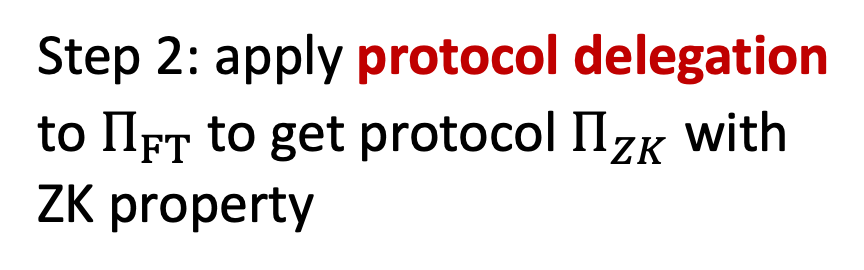 Step 2: apply protocol delegation
to Π_FT to get protocol Π_ZK with
ZK property